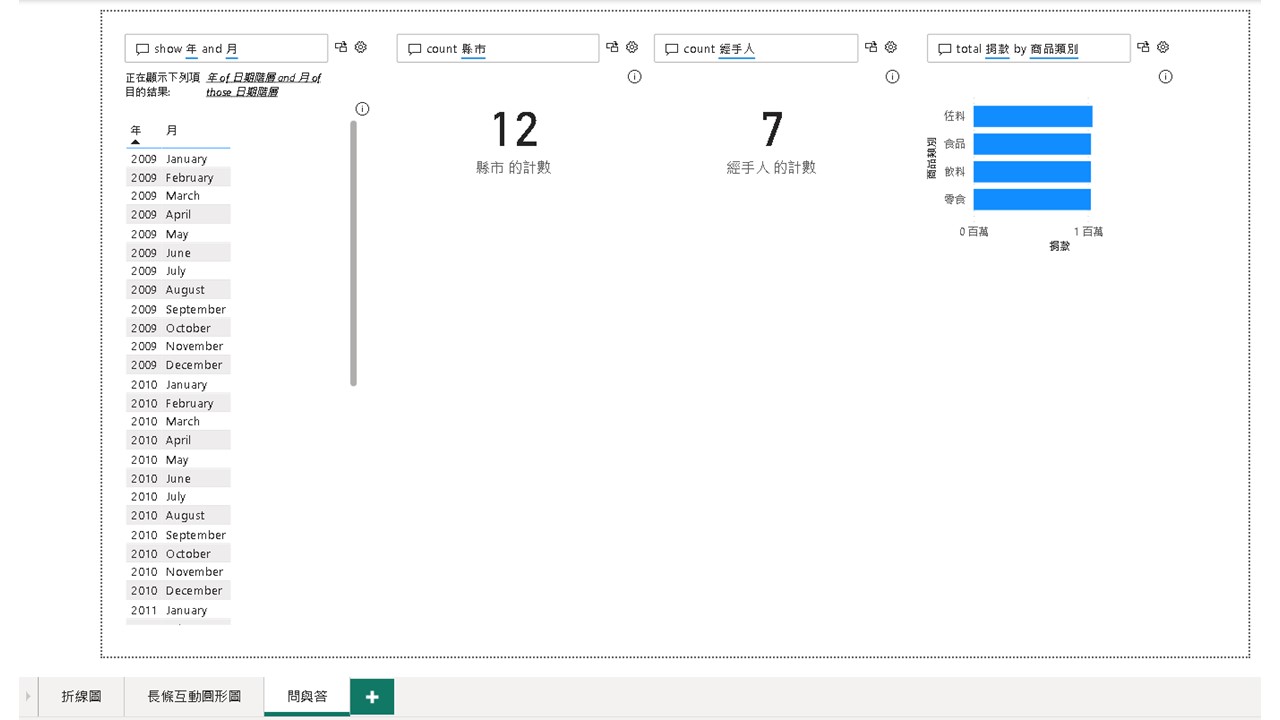 show 年 and 月
count 縣市
count 經手人
total 捐款 by 商品類別
正在顯示下列項 年 of 日期階層 and 月 of
目的結果: those 日期階層
年 月
2009 January
2009 February
2009 March
2009 April
2009 May
2009 June
2009 July
2009 August
2009 September
2009 October
2009 November
2009 December
2010 January
2010 February
2010 March
2010 April
2010 May
2010 June
2010 July
2010 August
2010 September
2010 October
2010 November
2010 December
2011 January
12
縣市 的計數
7
經手人 的計數
商品類別
佐料
食品
飲料
零食
0 百萬 1 百萬
捐款
折線圖 長條互動圓形圖 問與答